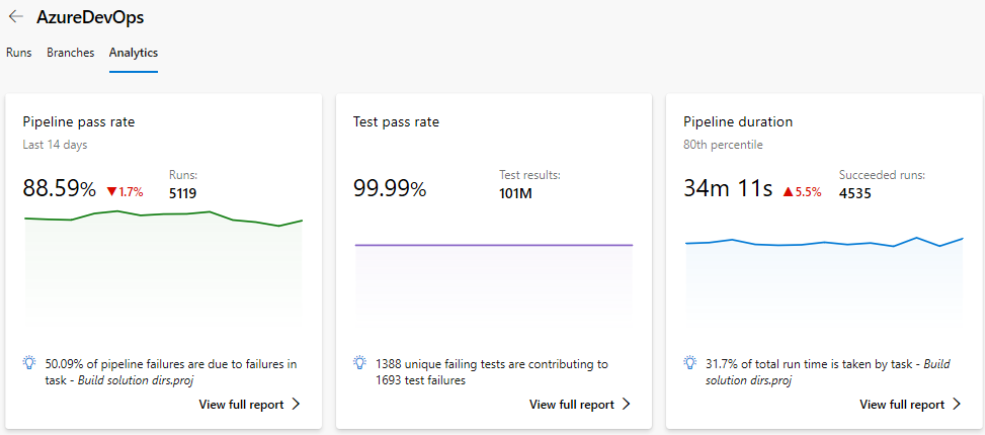 AzureDevOps
Runs Branches Analytics
Pipeline pass rate
Last 14 days
88.59% ▼1.7%
Runs:
5119
50.09% of pipeline failures are due to failures in
task - Build solution dirs.proj
View full report
Test pass rate
99.99%
Test results:
101M
1388 unique failing tests are contributing to
1693 test failures
View full report
Pipeline duration
80th percentile
34m 11s ▲5.5%
Succeeded runs:
4535
31.7% of total run time is taken by task - Build
solution dirs.proj
View full report